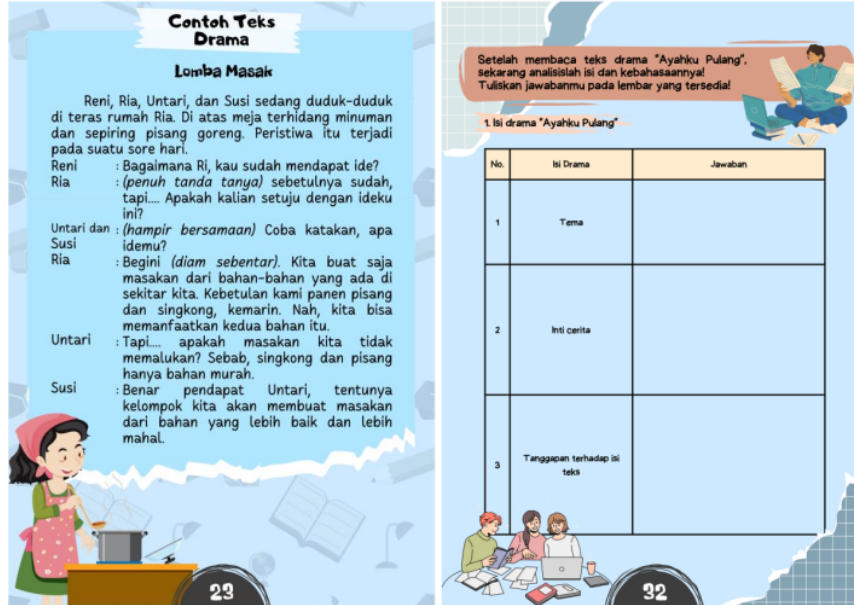 Contoh Teks
Drama
Lomba Masak
Reni, Ria, Untari, dan Susi sedang duduk-duduk
di teras rumah Ria. Di atas meja terhidang minuman
dan sepiring pisang goreng. Peristiwa itu terjadi
pada suatu sore hari.
Reni : Bagaimana Ri, kau sudah mendapat ide?
Ria : (penuh tanda tanya) sebetulnya sudah,
tapi.... Apakah kalian setuju dengan ideku
ini?
Untari dan : (hampir bersamaan) Coba katakan, apa
Susi idemu?
Ria : Begini (diam sebentar). Kita buat saja
masakan dari bahan-bahan yang ada di
sekitar kita. Kebetulan kami panen pisang
dan singkong, kemarin. Nah, kita bisa
memanfaatkan kedua bahan itu.
Untari : Tapi.... apakah masakan kita tidak
memalukan? Sebab, singkong dan pisang
hanya bahan murah.
Susi : Benar pendapat Untari, tentunya
kelompok kita akan membuat masakan
dari bahan yang lebih baik dan lebih
mahal.
23
Setelah membaca teks drama "Ayahku Pulang",
sekarang analisislah isi dan kebahasaannya!
Tuliskan jawabanmu pada lembar yang tersedia!
1. Isi drama "Ayahku Pulang"
No. Isi Drama Jawaban
1 Tema
2 Inti cerita
3 Tanggapan terhadap isi
teks
32